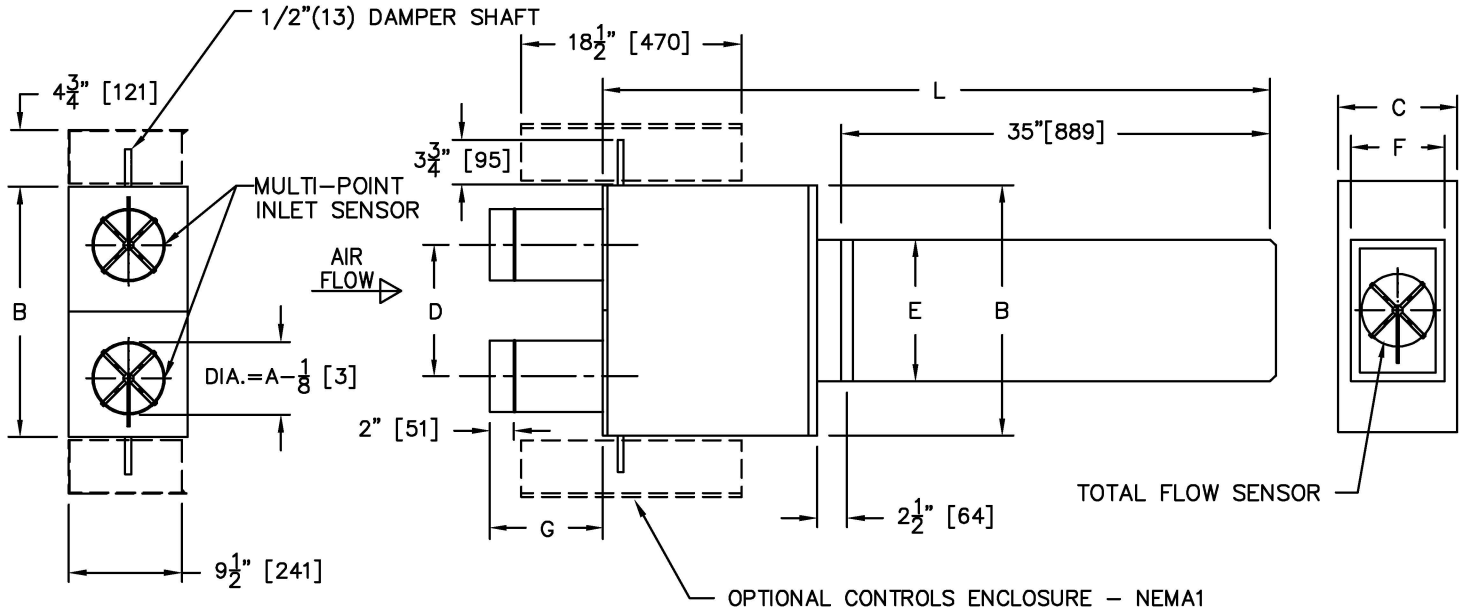 1/2"(13) DAMPER SHAFT
4 3/4" [121]
MULTI-POINT
INLET SENSOR
B
DIA.=A-1/8 [3]
9 1/2" [241]
18 1/2" [470]
L
35"[889]
3 3/4" [95]
AIR
FLOW
D
E
B
2" [51]
G
2 1/2" [64]
OPTIONAL CONTROLS ENCLOSURE – NEMA1
C
F
TOTAL FLOW SENSOR